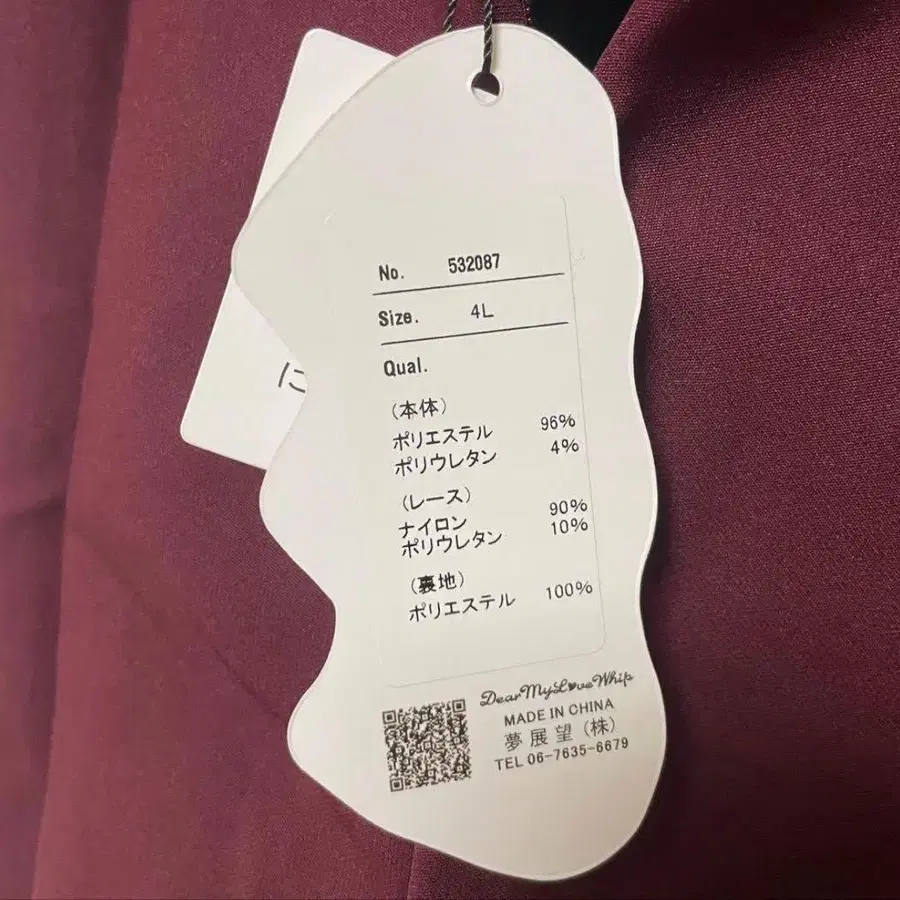 No. 532087
Size. 4L
Qual.
(本体)
ポリエステル 96%
ポリウレタン 4%
(レース)
ナイロン 90%
ポリウレタン 10%
(裏地)
ポリエステル 100%
DearMyL♥veWhip
MADE IN CHINA
夢展望(株)
TEL 06-7635-6679
に